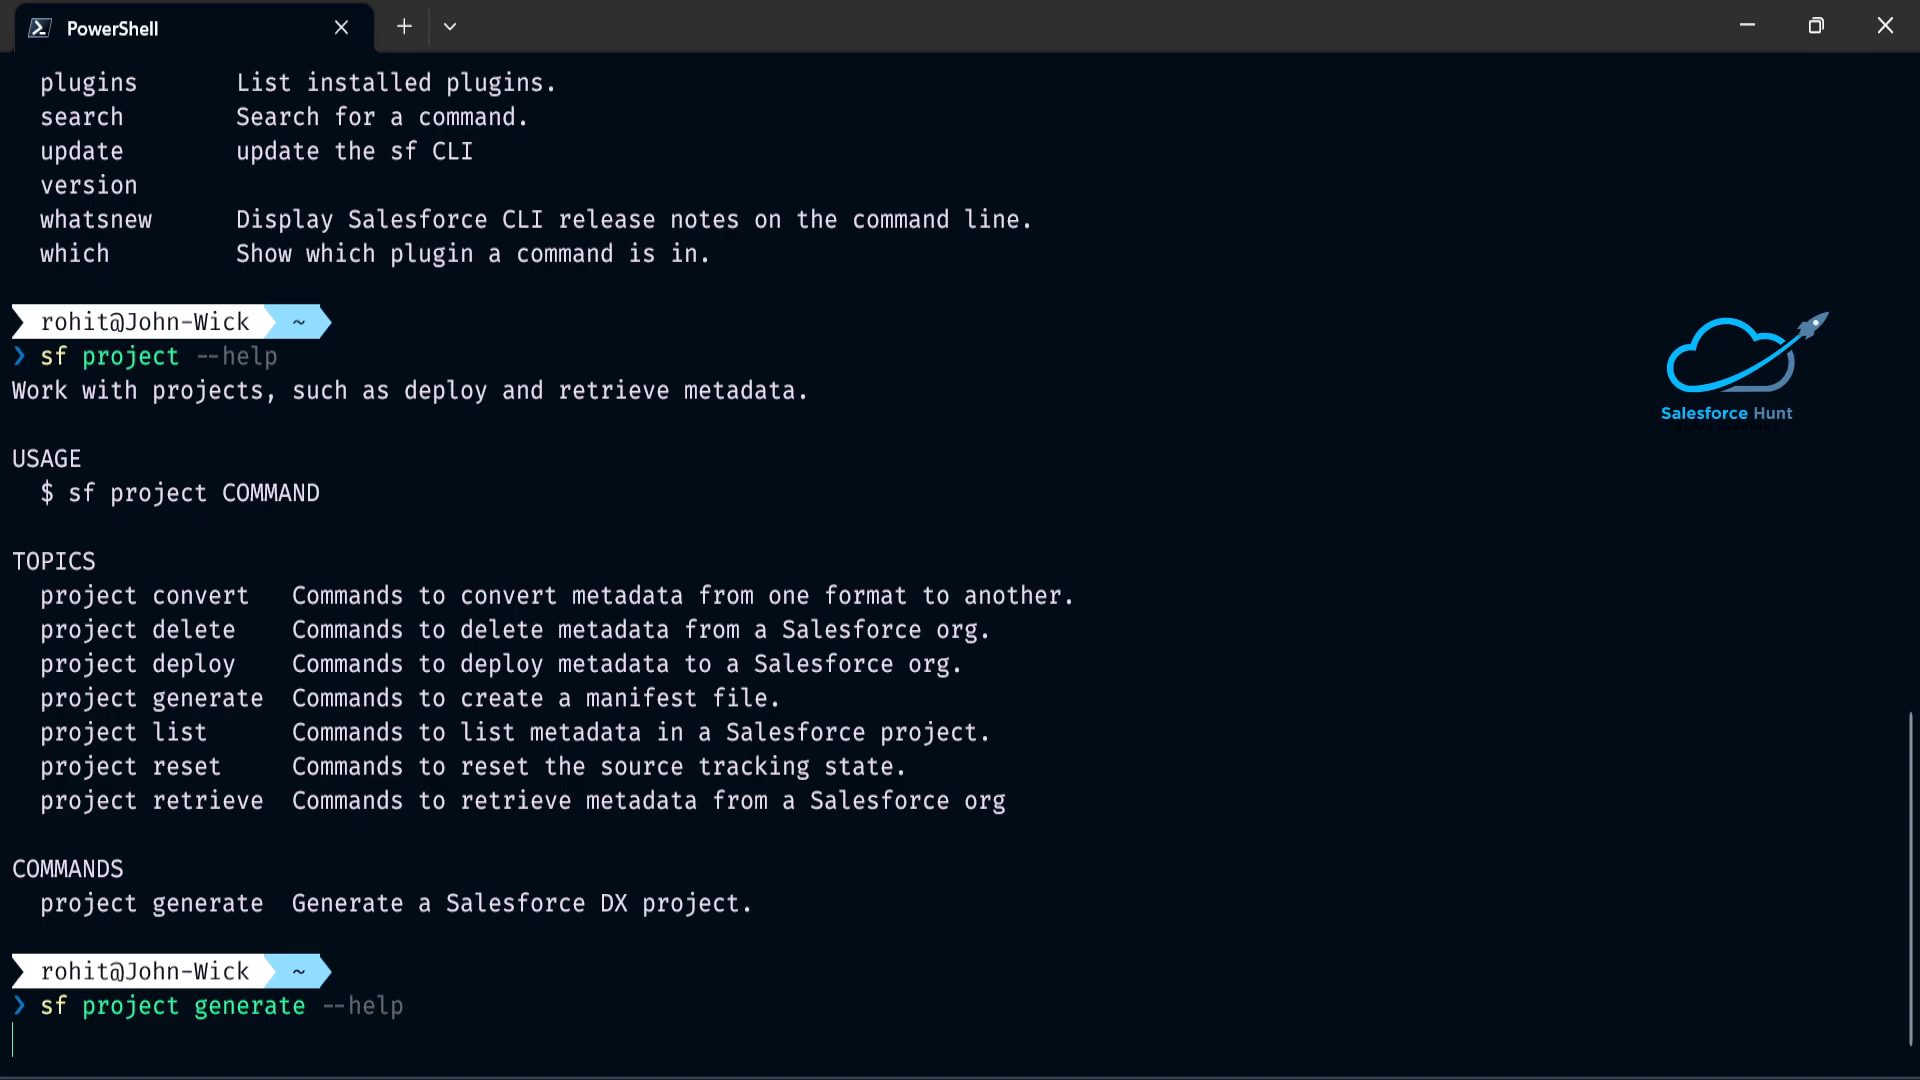 PowerShell
plugins List installed plugins.
search Search for a command.
update update the sf CLI
version
whatsnew Display Salesforce CLI release notes on the command line.
which Show which plugin a command is in.
rohit@John-Wick ~
❯ sf project --help
Work with projects, such as deploy and retrieve metadata.
Salesforce Hunt
USAGE
$ sf project COMMAND
TOPICS
project convert Commands to convert metadata from one format to another.
project delete Commands to delete metadata from a Salesforce org.
project deploy Commands to deploy metadata to a Salesforce org.
project generate Commands to create a manifest file.
project list Commands to list metadata in a Salesforce project.
project reset Commands to reset the source tracking state.
project retrieve Commands to retrieve metadata from a Salesforce org
COMMANDS
project generate Generate a Salesforce DX project.
rohit@John-Wick ~
❯ sf project generate --help